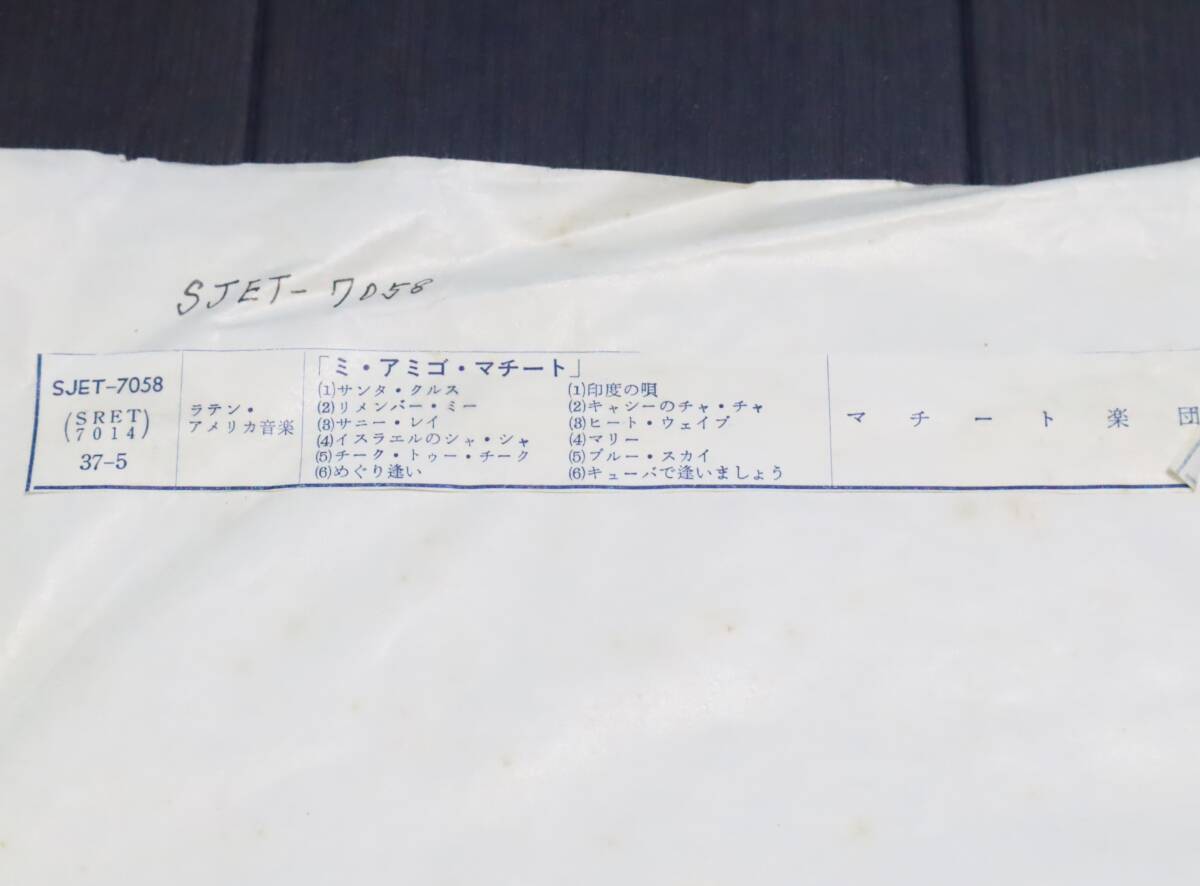 SJET-7058
SJET-7058
(SRET
7014)
37-5
ラテン・
アメリカ音楽
「ミ・アミゴ・マチート」
(1)サンタ・クルス
(2)リメンバー・ミー
(3)サニー・レイ
(4)イスラエルのシャ・シャ
(5)チーク・トゥー・チーク
(6)めぐり逢い
(1)印度の唄
(2)キャシーのチャ・チャ
(3)ヒート・ウェイブ
(4)マリー
(5)ブルー・スカイ
(6)キューバで逢いましょう
マチート楽団